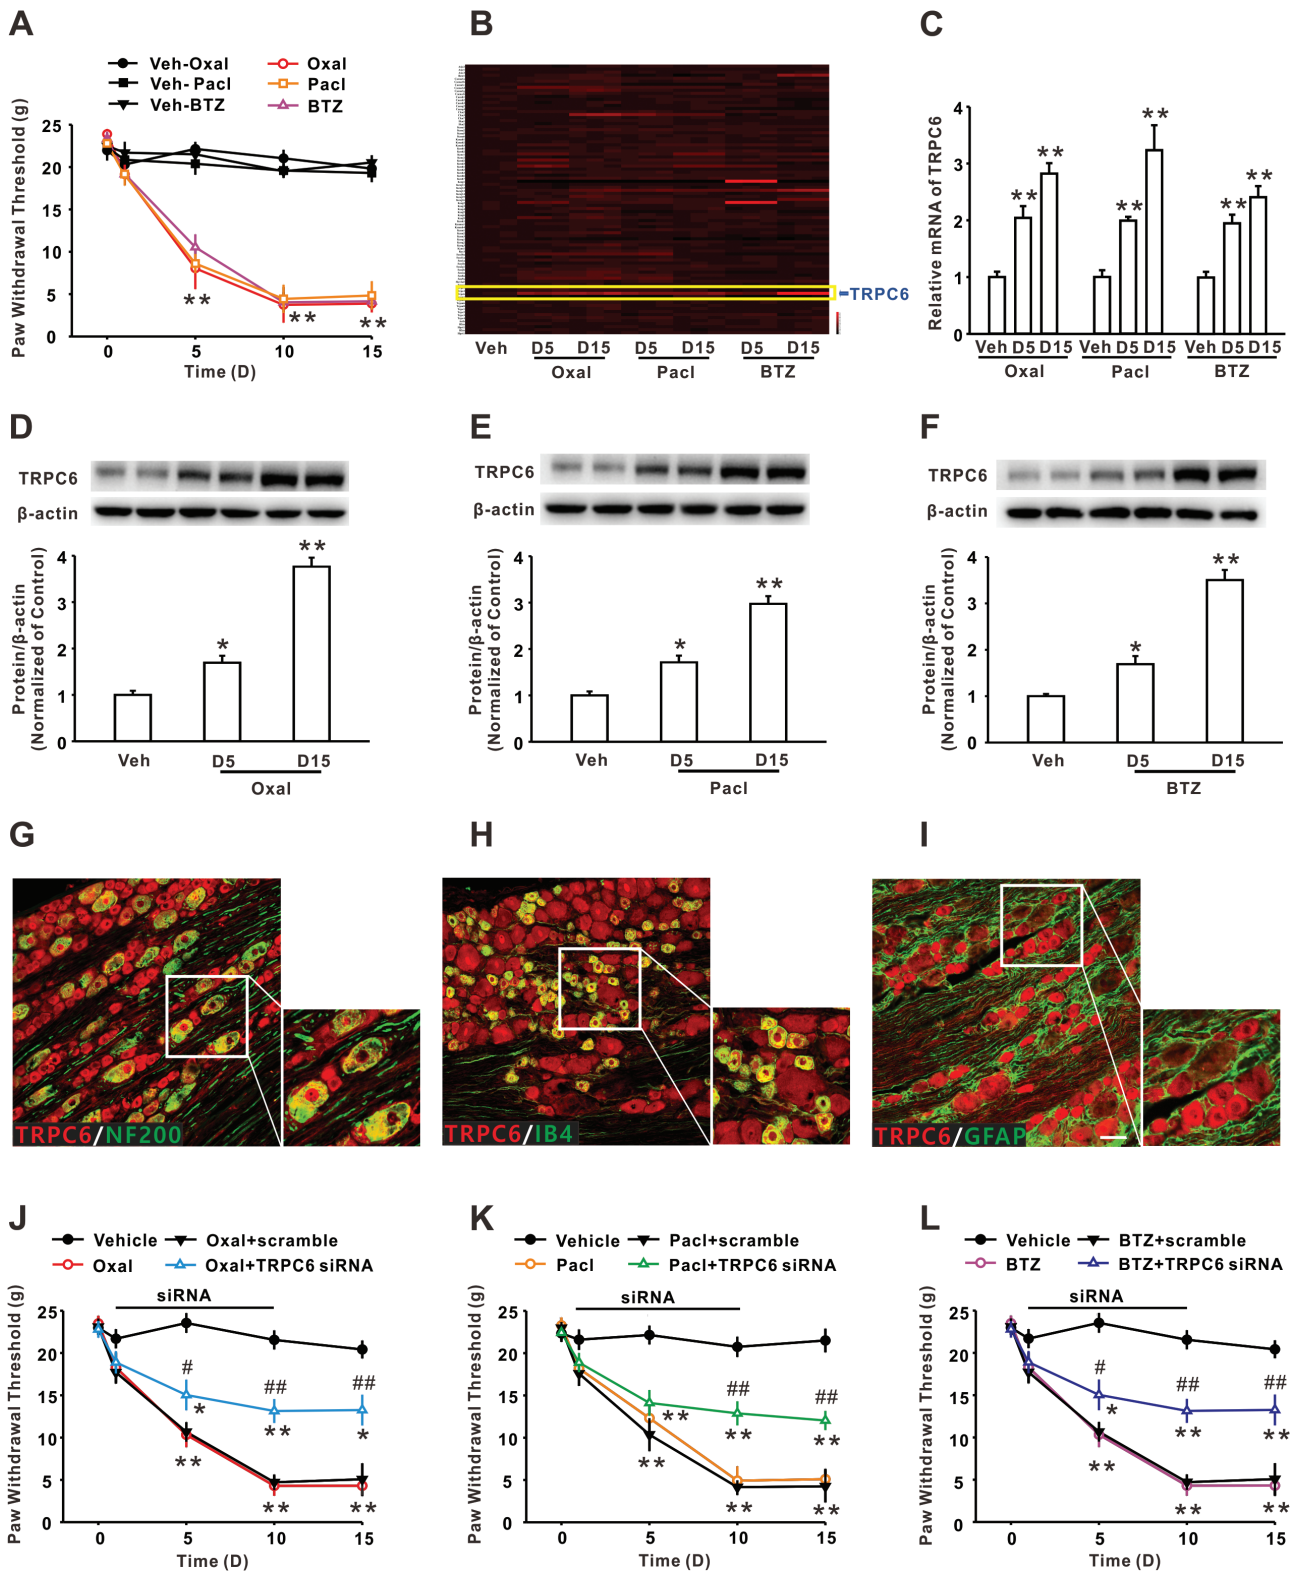 A
Veh-Oxal
Veh- Pacl
Veh-BTZ
Oxal
Pacl
BTZ
Paw Withdrawal Threshold (g)
25
20
15
10
5
0
**
**
**
0 5 10 15
Time (D)
B
TRPC6
Veh D5 D15 D5 D15 D5 D15
Oxal Pacl BTZ
C
Relative mRNA of TRPC6
4
3
2
1
0
** ** ** ** ** **
Veh D5 D15 Veh D5 D15 Veh D5 D15
Oxal Pacl BTZ
D
TRPC6
β-actin
Protein/β-actin
(Normalized of Control)
4
3
2
1
0
* **
Veh D5 D15
Oxal
E
TRPC6
β-actin
Protein/β-actin
(Normalized of Control)
4
3
2
1
0
* **
Veh D5 D15
Pacl
F
TRPC6
β-actin
Protein/β-actin
(Normalized of Control)
4
3
2
1
0
* **
Veh D5 D15
BTZ
G
TRPC6/NF200
H
TRPC6/IB4
I
TRPC6/GFAP
J
Vehicle Oxal+scramble
Oxal Oxal+TRPC6 siRNA
siRNA
Paw Withdrawal Threshold (g)
25
20
15
10
5
0
# ## ##
* ** *
** ** **
0 5 10 15
Time (D)
K
Vehicle Pacl+scramble
Pacl Pacl+TRPC6 siRNA
siRNA
Paw Withdrawal Threshold (g)
25
20
15
10
5
0
## ##
** ** **
** ** **
0 5 10 15
Time (D)
L
Vehicle BTZ+scramble
BTZ BTZ+TRPC6 siRNA
siRNA
Paw Withdrawal Threshold (g)
25
20
15
10
5
0
# ## ##
* ** **
** ** **
0 5 10 15
Time (D)